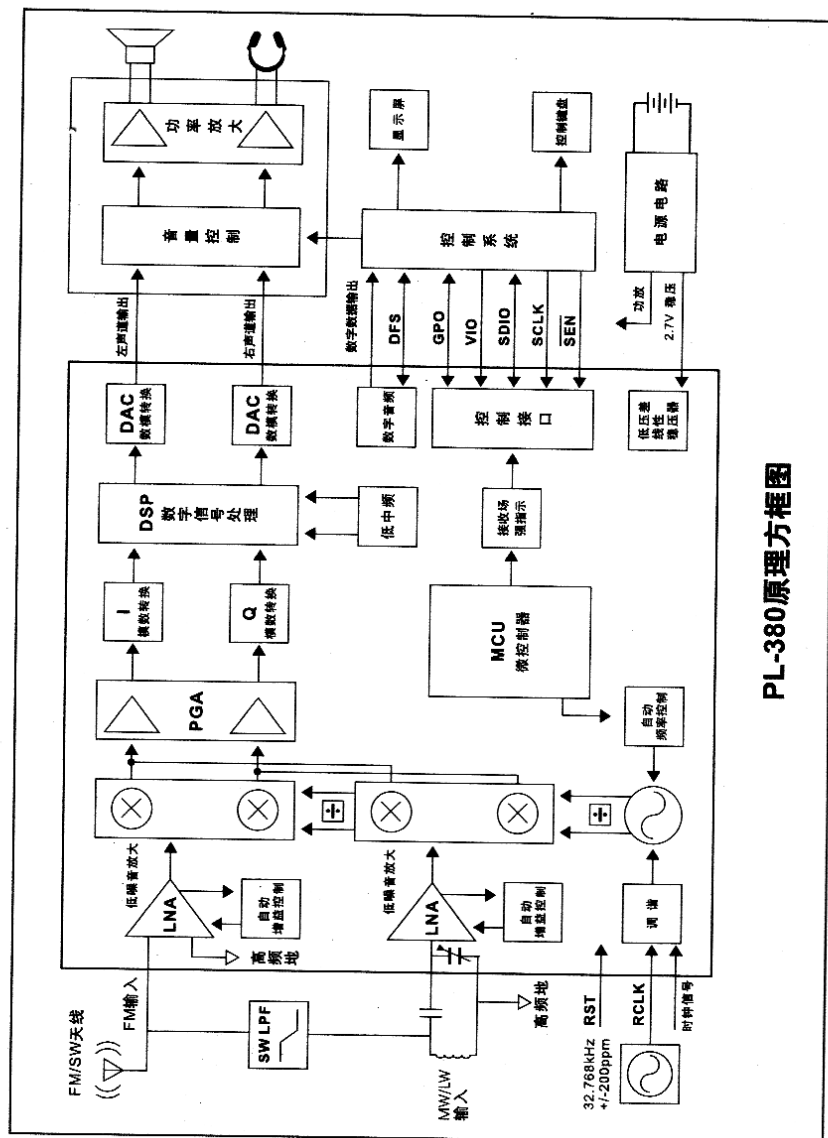 FM/SW天线
FM输入
SW LPF
MW/LW
输入
高频地
32.768kHz
+/-200ppm
RST
RCLK
时钟信号
低噪音放大
LNA
自动
增益控制
高频地
低噪音放大
LNA
自动
增益控制
调谐
÷
÷
PGA
I
模数转换
Q
模数转换
DSP
数字信号处理
低中频
DAC
数模转换
DAC
数模转换
MCU
微控制器
自动
频率控制
接收场
强指示
数字音频
控制接口
低压差
线性
稳压器
左声道输出
右声道输出
数字数据输出
DFS
GPO
VIO
SDIO
SCLK
SEN
功放
2.7V 稳压
音量控制
功率放大
控制系统
显示屏
控制键盘
电源电路
PL-380原理方框图